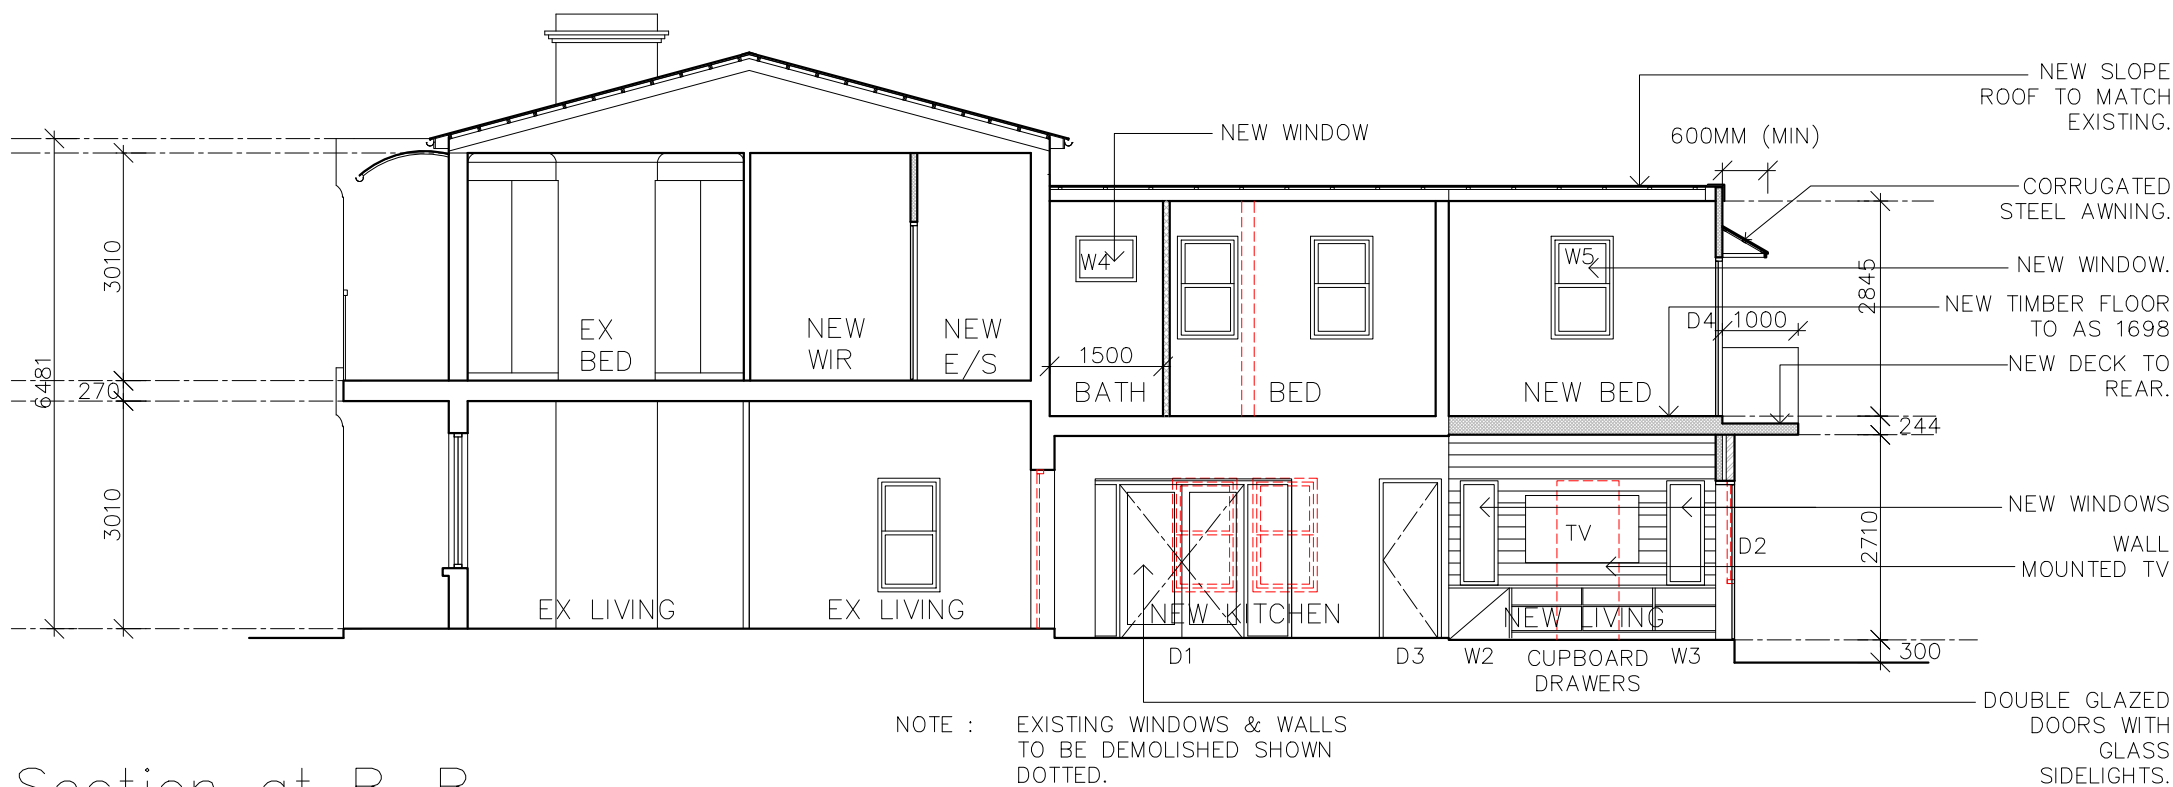 NEW SLOPE
ROOF TO MATCH
EXISTING.
NEW WINDOW
600MM (MIN)
CORRUGATED
STEEL AWNING.
3010
W4
W5
NEW WINDOW.
2845
NEW TIMBER FLOOR
TO AS 1698
D4
1000
EX
BED
NEW
WIR
NEW
E/S
1500
BATH
BED
NEW BED
NEW DECK TO
REAR.
6481
270
244
3010
NEW WINDOWS
TV
D2
2710
WALL
MOUNTED TV
EX LIVING
EX LIVING
NEW KITCHEN
NEW LIVING
D1
D3
W2
CUPBOARD
DRAWERS
W3
300
DOUBLE GLAZED
DOORS WITH
GLASS
SIDELIGHTS.
NOTE : EXISTING WINDOWS & WALLS
TO BE DEMOLISHED SHOWN
DOTTED.
Section at B-B